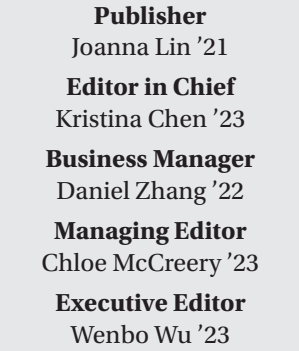 Publisher
Joanna Lin ’21
Editor in Chief
Kristina Chen ’23
Business Manager
Daniel Zhang ’22
Managing Editor
Chloe McCreery ’23
Executive Editor
Wenbo Wu ’23